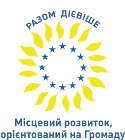 РАЗОМ ДІЄВІШЕ
Місцевий розвиток,
орієнтований на Громаду